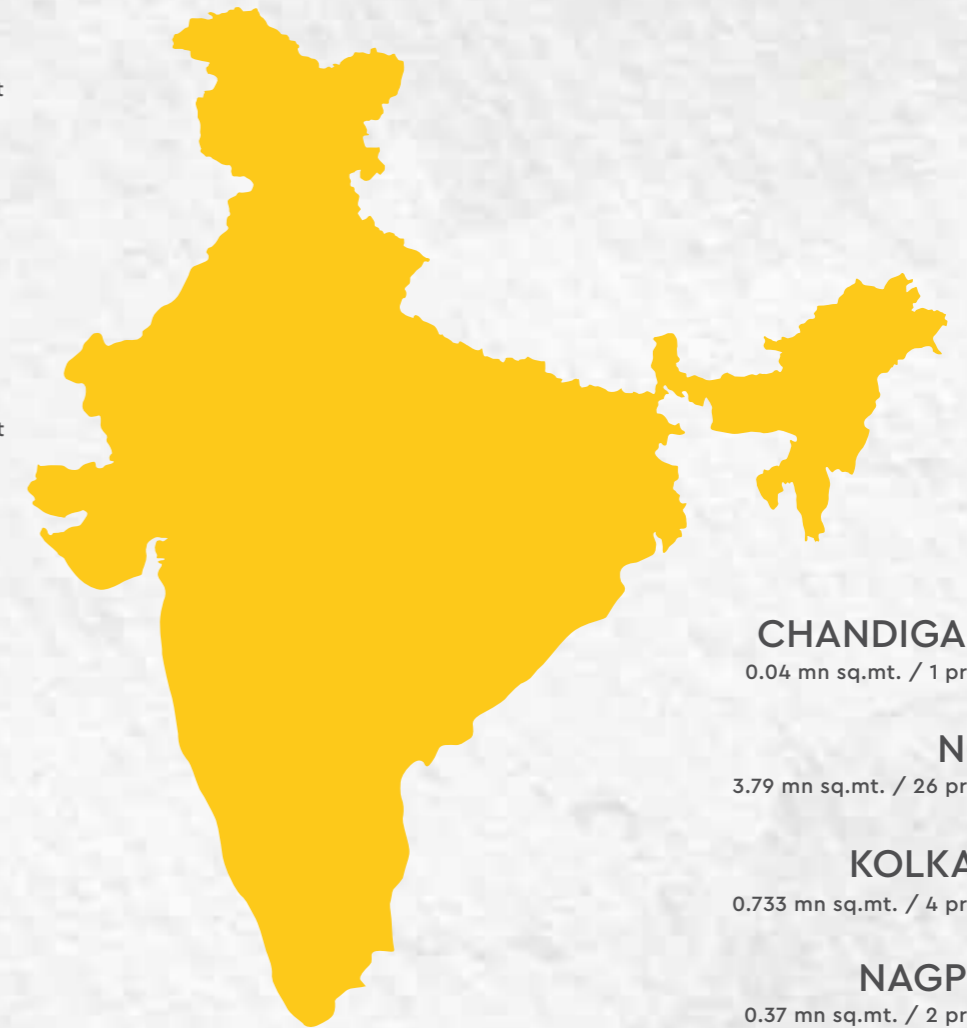 t
t
CHANDIGA
0.04 mn sq.mt. / 1 pr
N
3.79 mn sq.mt. / 26 pr
KOLKA
0.733 mn sq.mt. / 4 pr
NAGP
0.37 mn sq.mt. / 2 pr